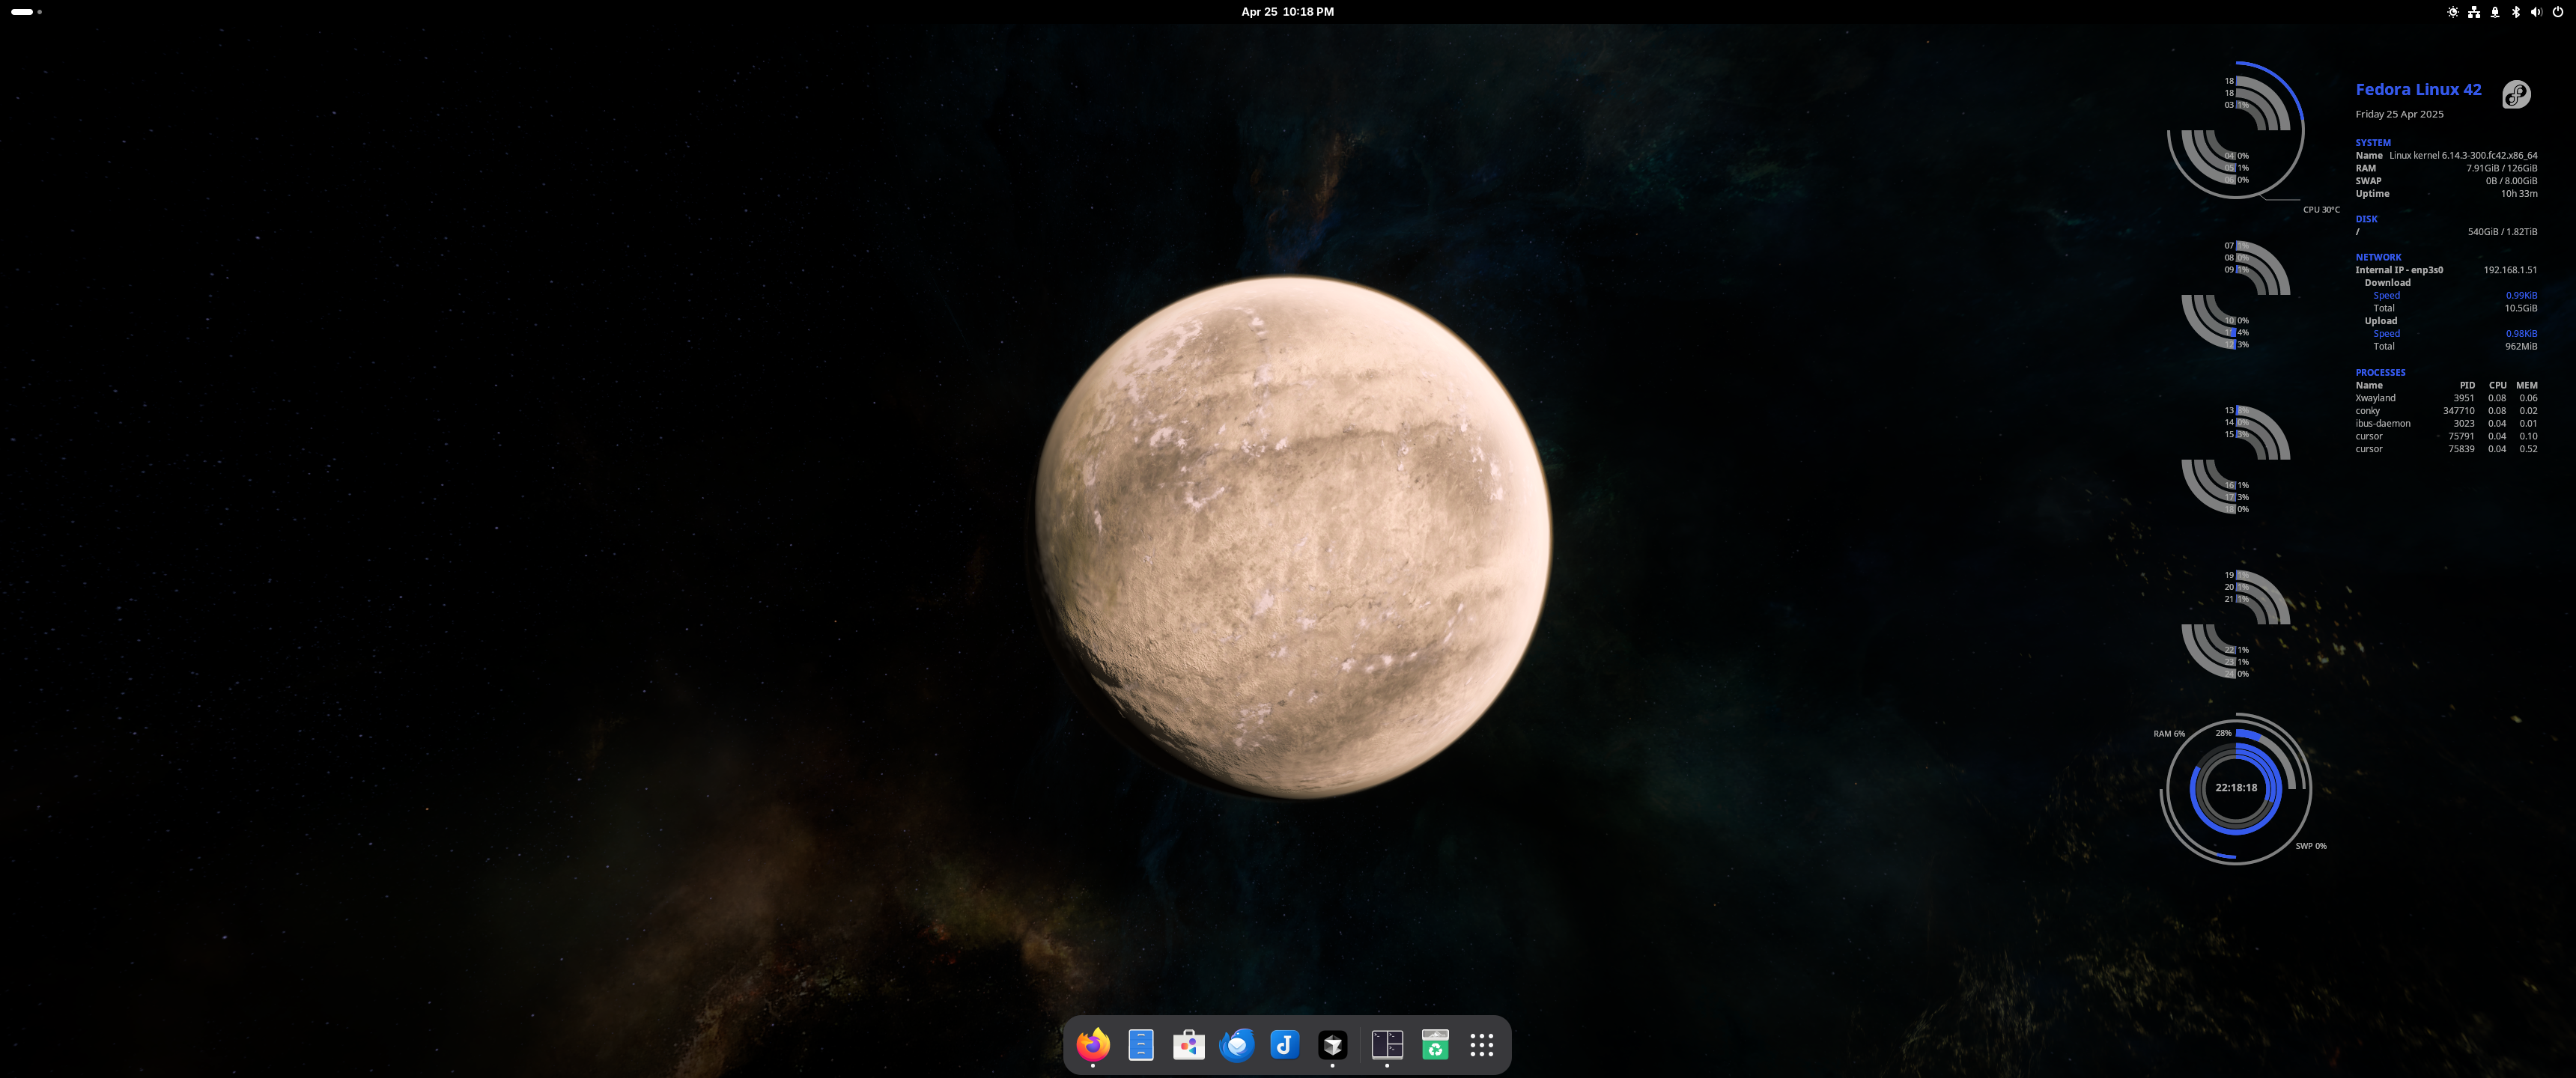 Apr 25 10:18 PM
Fedora Linux 42
Friday 25 Apr 2025
SYSTEM
Name Linux kernel 6.14.3-300.fc42.x86_64
RAM 7.91GiB / 126GiB
SWAP 0B / 8.00GiB
Uptime 10h 33m
DISK
/ 540GiB / 1.82TiB
NETWORK
Internal IP - enp3s0 192.168.1.51
Download
Speed 0.99KiB
Total 10.5GiB
Upload
Speed 0.98KiB
Total 962MiB
PROCESSES
Name PID CPU MEM
Xwayland 3951 0.08 0.06
conky 347710 0.08 0.02
ibus-daemon 3023 0.04 0.01
cursor 75791 0.04 0.10
cursor 75839 0.04 0.52
18
18
03 1%
04 0%
05 1%
06 0%
CPU 30°C
07 1%
08 0%
09 1%
10 0%
4%
12 3%
13
14 0%
15 3%
16 1%
17 3%
18 0%
19 1%
20 1%
21 1%
22 1%
23 1%
24 0%
RAM 6%
28%
22:18:18
SWP 0%